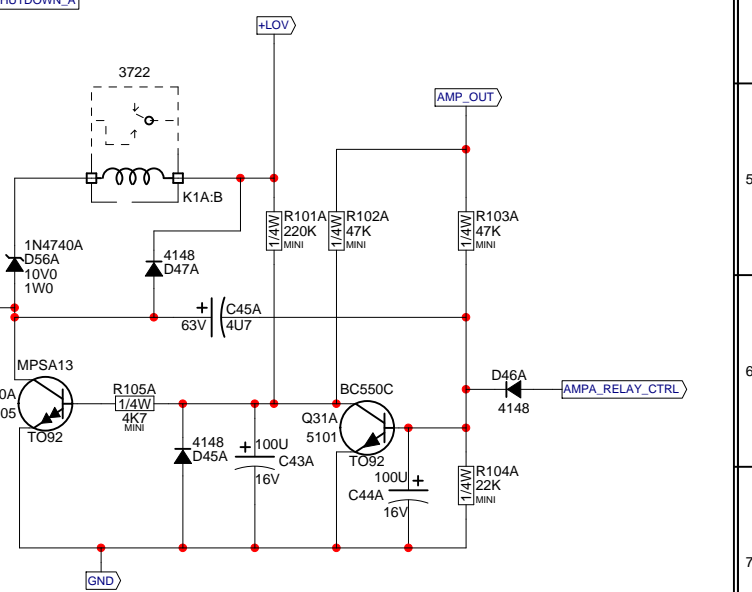 HUTDOWN_A
+LOV
3722
AMP_OUT
5
K1A:B
1/4W
R101A
220K
MINI
1/4W
R102A
47K
MINI
1/4W
R103A
47K
MINI
1N4740A
D56A
10V0
1W0
4148
D47A
+
C45A
63V
4U7
MPSA13
0A
05
TO92
R105A
1/4W
4K7
MINI
BC550C
Q31A
5101
TO92
D46A
4148
AMPA_RELAY_CTRL
6
4148
D45A
+
100U
C43A
16V
100U
+
C44A
16V
1/4W
R104A
22K
MINI
GND
7